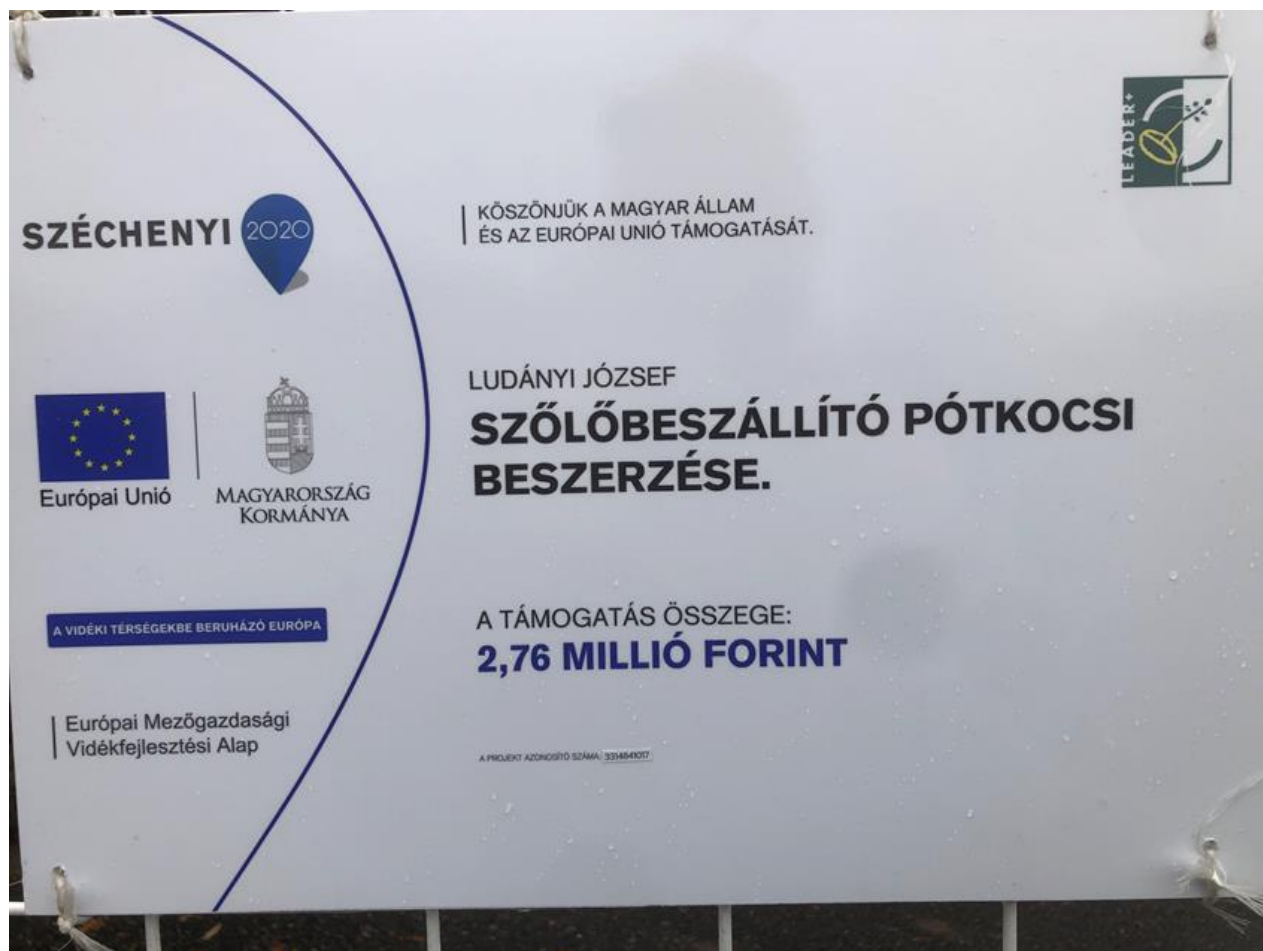 LEADER+
SZÉCHENYI 2020
KÖSZÖNJÜK A MAGYAR ÁLLAM
ÉS AZ EURÓPAI UNIÓ TÁMOGATÁSÁT.
LUDÁNYI JÓZSEF
SZŐLŐBESZÁLLÍTÓ PÓTKOCSI
BESZERZÉSE.
Európai Unió
MAGYARORSZÁG
KORMÁNYA
A TÁMOGATÁS ÖSSZEGE:
2,76 MILLIÓ FORINT
A VIDÉKI TÉRSÉGEKBE BERUHÁZÓ EURÓPA
Európai Mezőgazdasági
Vidékfejlesztési Alap
A PROJEKT AZONOSÍTÓ SZÁMA: 3314841017